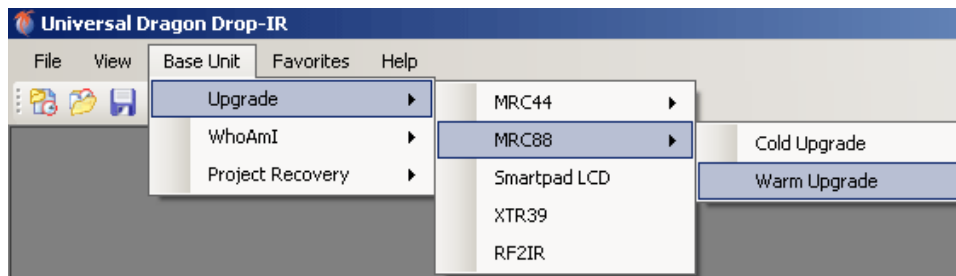 Universal Dragon Drop-IR
File View Base Unit Favorites Help
Upgrade
WhoAmI
Project Recovery
MRC44
MRC88
Smartpad LCD
XTR39
RF2IR
Cold Upgrade
Warm Upgrade